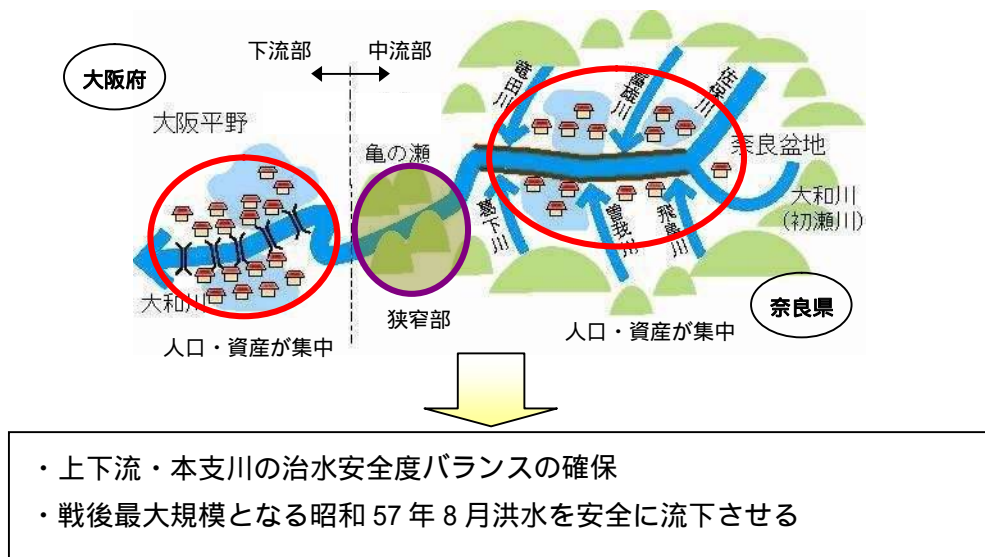 下流部
中流部
大阪府
大阪平野
亀の瀬
竜田川
富雄川
佐保川
奈良盆地
大和川
(初瀬川)
葛下川
曽我川
飛鳥川
大和川
狭窄部
奈良県
人口・資産が集中
人口・資産が集中
・上下流・本支川の治水安全度バランスの確保
・戦後最大規模となる昭和 57 年 8 月洪水を安全に流下させる